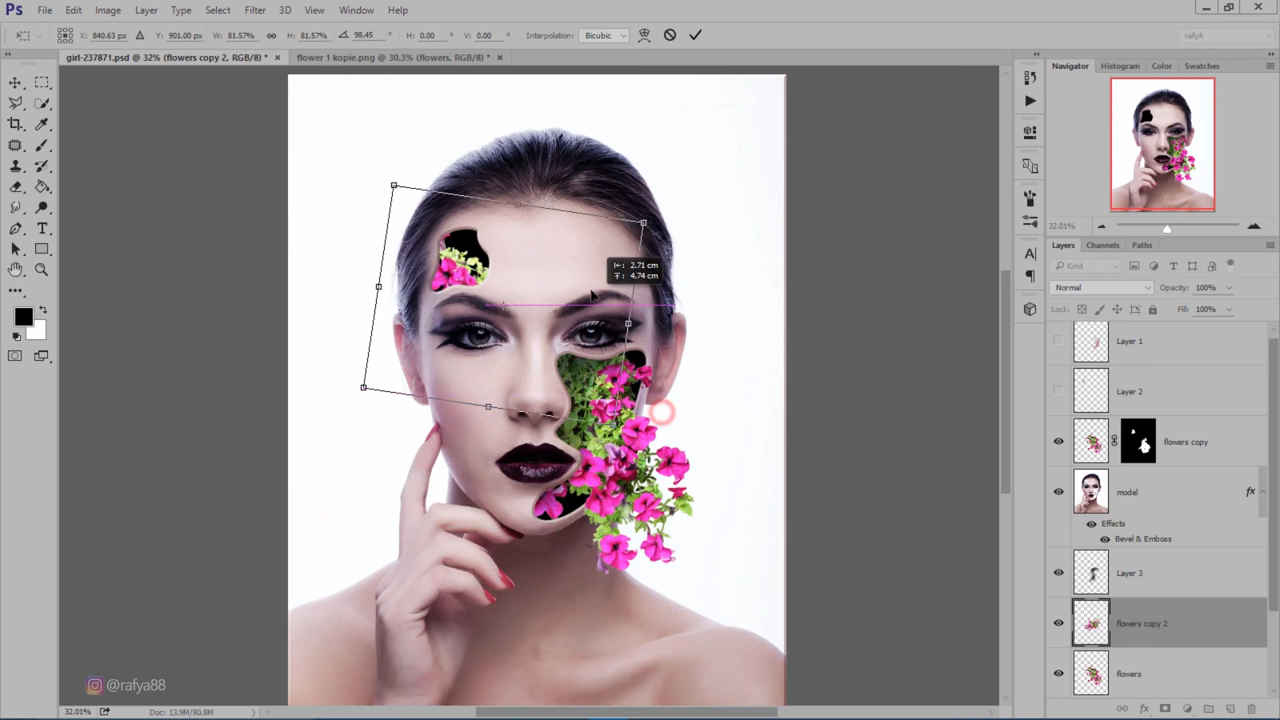 Ps File Edit Image Layer Type Select Filter 3D View Window Help
X: 840.63 px Y: 901.00 px W: 81.57% H: 81.57% 98.45 ° H: 0.00 ° V: 0.00 ° Interpolation: Bicubic rafyA
girl-237871.psd @ 32% (flowers copy 2, RGB/8) * × flower 1 kopie.png @ 30.3% (flowers, RGB/8) * ×
Navigator Histogram Color Swatches
32.01%
Layers Channels Paths
Kind
Normal Opacity: 100%
Lock: Fill: 100%
Layer 1
Layer 2
flowers copy
model fx
Effects
Bevel & Emboss
Layer 3
flowers copy 2
flowers
2.71 cm
4.74 cm
@rafya88
32.01% Doc: 13.9M/80.8M